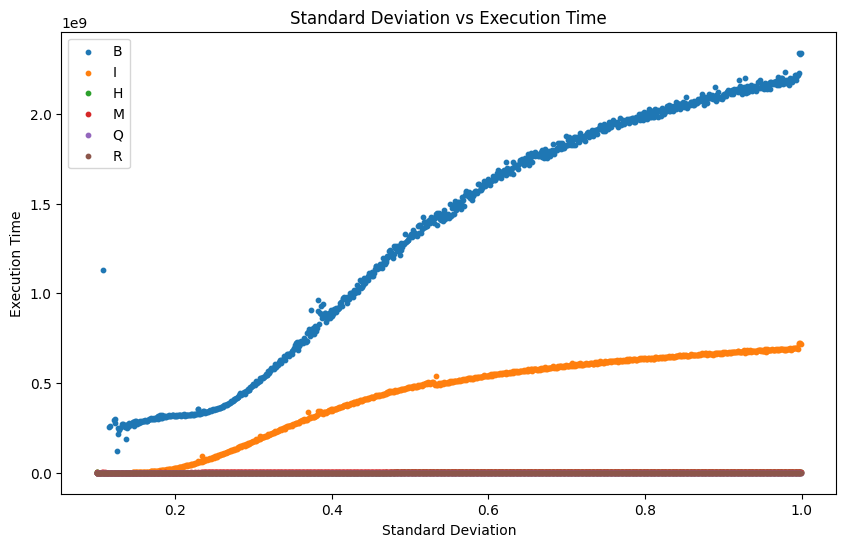 Standard Deviation vs Execution Time
1e9
B
I
H
M
Q
R
2.0
1.5
1.0
0.5
0.0
Execution Time
0.2 0.4 0.6 0.8 1.0
Standard Deviation